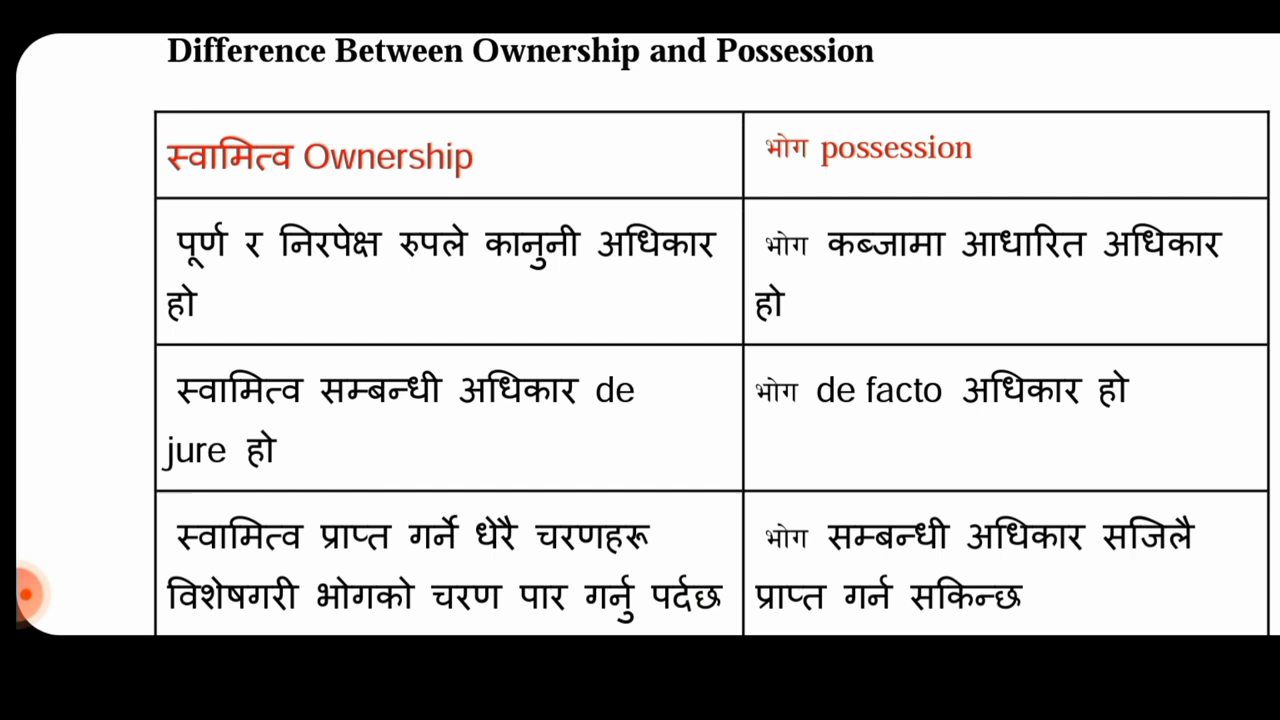 Difference Between Ownership and Possession
स्वामित्व Ownership
भोग possession
पूर्ण र निरपेक्ष रुपले कानुनी अधिकार
हो
भोग कब्जामा आधारित अधिकार
हो
स्वामित्व सम्बन्धी अधिकार de
jure हो
भोग de facto अधिकार हो
स्वामित्व प्राप्त गर्ने धेरै चरणहरू
विशेषगरी भोगको चरण पार गर्नु पर्दछ
भोग सम्बन्धी अधिकार सजिलै
प्राप्त गर्न सकिन्छ